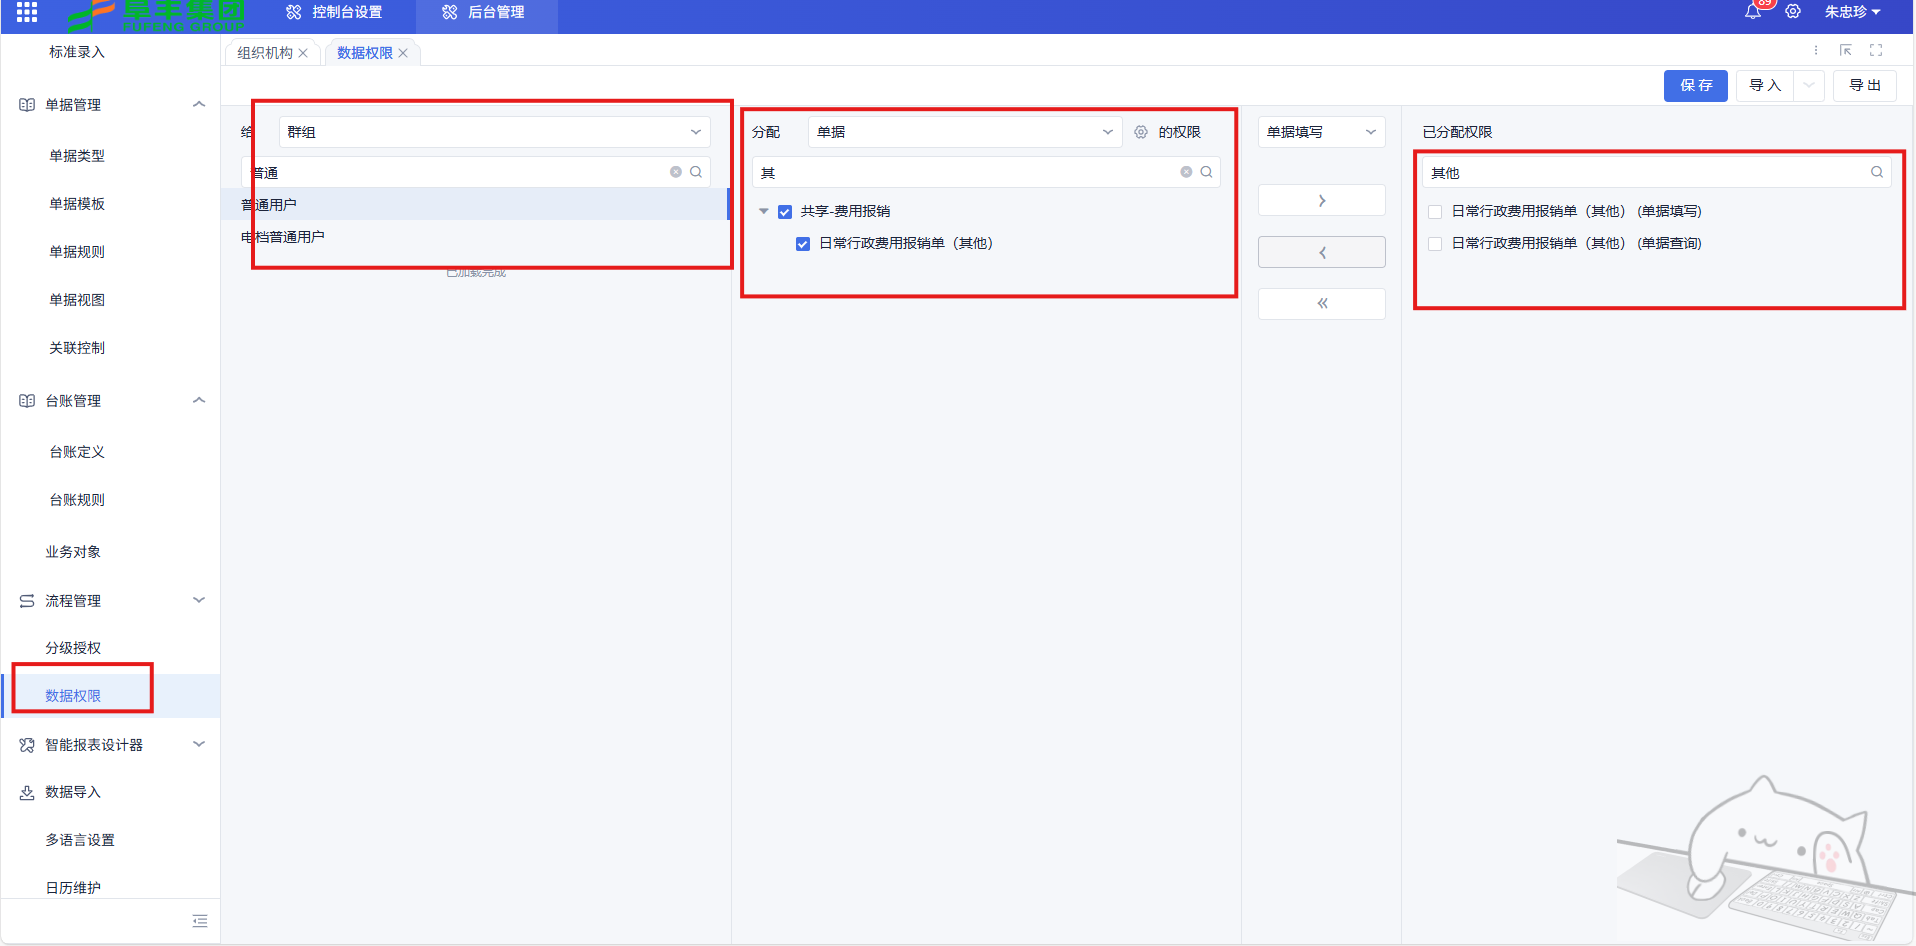 阜丰集团
FUFENG GROUP
控制台设置
后台管理
89
朱忠珍
标准录入
单据管理
单据类型
单据模板
单据规则
单据视图
关联控制
台账管理
台账定义
台账规则
业务对象
流程管理
分级授权
数据权限
智能报表设计器
数据导入
多语言设置
日历维护
组织机构
数据权限
保存
导入
导出
给
群组
普通
普通用户
电档普通用户
已加载完成
分配
单据
的权限
其
共享-费用报销
日常行政费用报销单（其他）
单据填写
已分配权限
其他
日常行政费用报销单（其他） (单据填写)
日常行政费用报销单（其他） (单据查询)